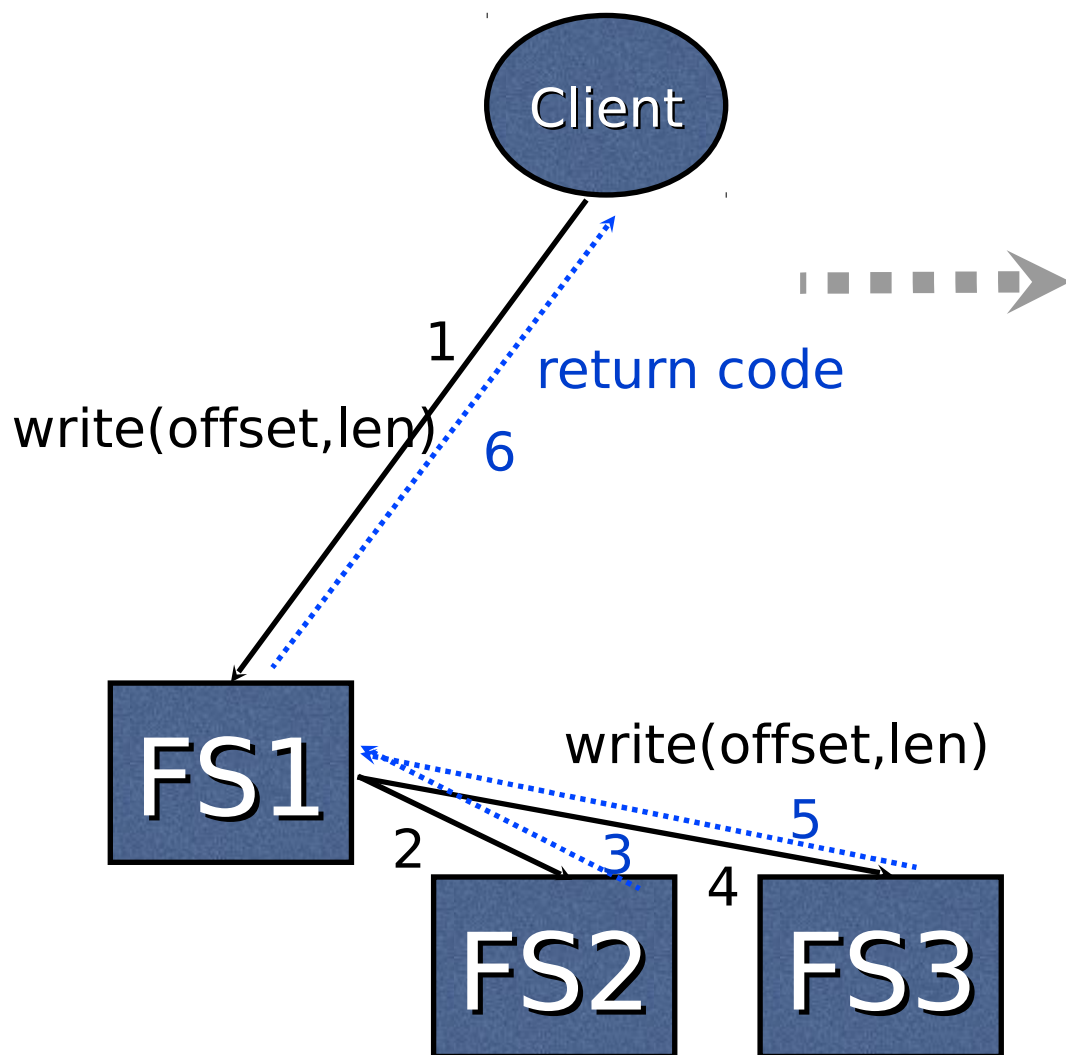 Client
1
return code
write(offset,len)
6
FS1
write(offset,len)
5
2
3
4
FS2
FS3